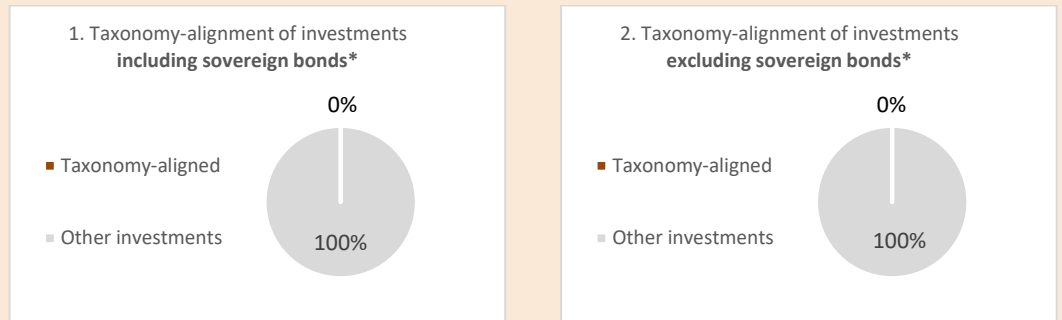 1. Taxonomy-alignment of investments
including sovereign bonds*
0%
Taxonomy-aligned
Other investments
100%
2. Taxonomy-alignment of investments
excluding sovereign bonds*
0%
Taxonomy-aligned
Other investments
100%